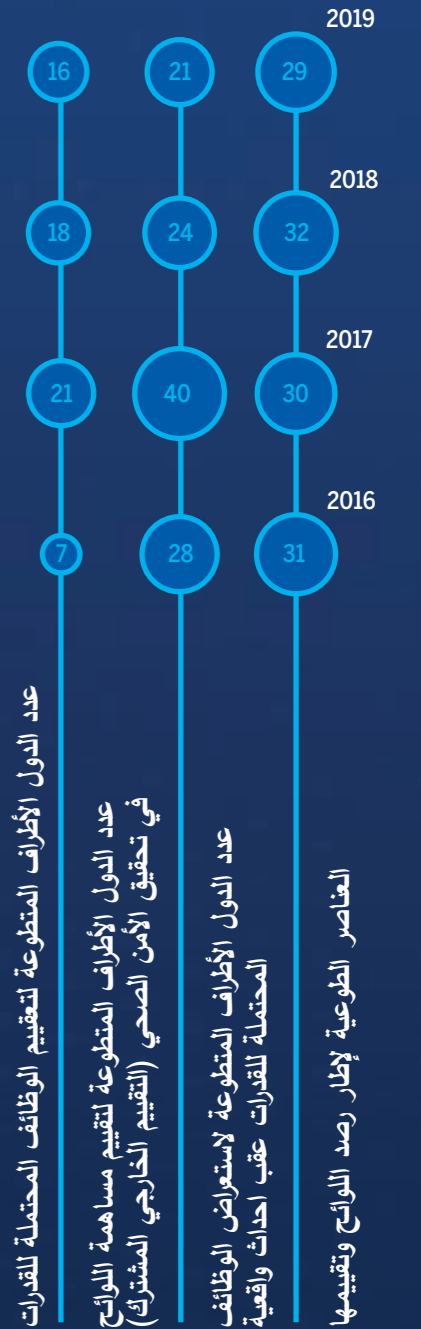 2019
16 21 29
2018
18 24 32
2017
21 40 30
2016
7 28 31
عدد الدول الأطراف المتطوعة لتقييم الوظائف المحتملة للقدرات
عدد الدول الأطراف المتطوعة لتقييم مساهمة اللوائح
في تحقيق الأمن الصحي (التقييم الخارجي المشترك)
عدد الدول الأطراف المتطوعة لاستعراض الوظائف
المحتملة للقدرات عقب احداث واقعية
العناصر الطوعية لإطار رصد اللوائح وتقييمها